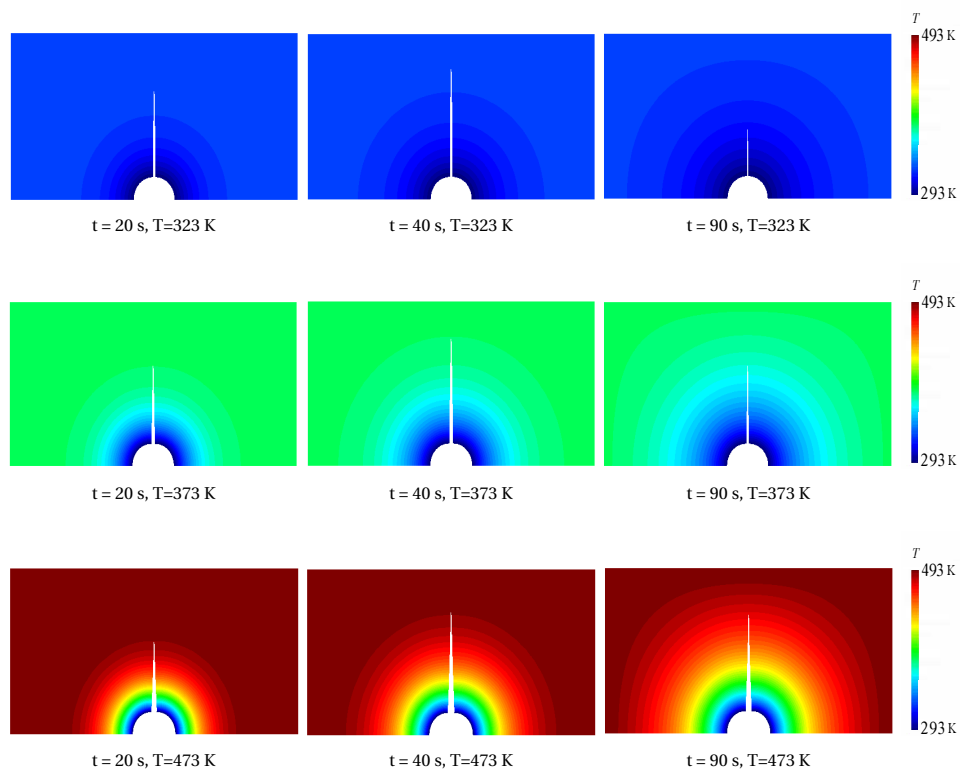 T
493 K
293 K
t = 20 s, T=323 K
t = 40 s, T=323 K
t = 90 s, T=323 K
T
493 K
293 K
t = 20 s, T=373 K
t = 40 s, T=373 K
t = 90 s, T=373 K
T
493 K
293 K
t = 20 s, T=473 K
t = 40 s, T=473 K
t = 90 s, T=473 K